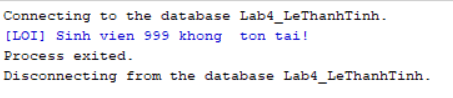 Connecting to the database Lab4_LeThanhTinh.
[LOI] Sinh vien 999 khong  ton tai!
Process exited.
Disconnecting from the database Lab4_LeThanhTinh.